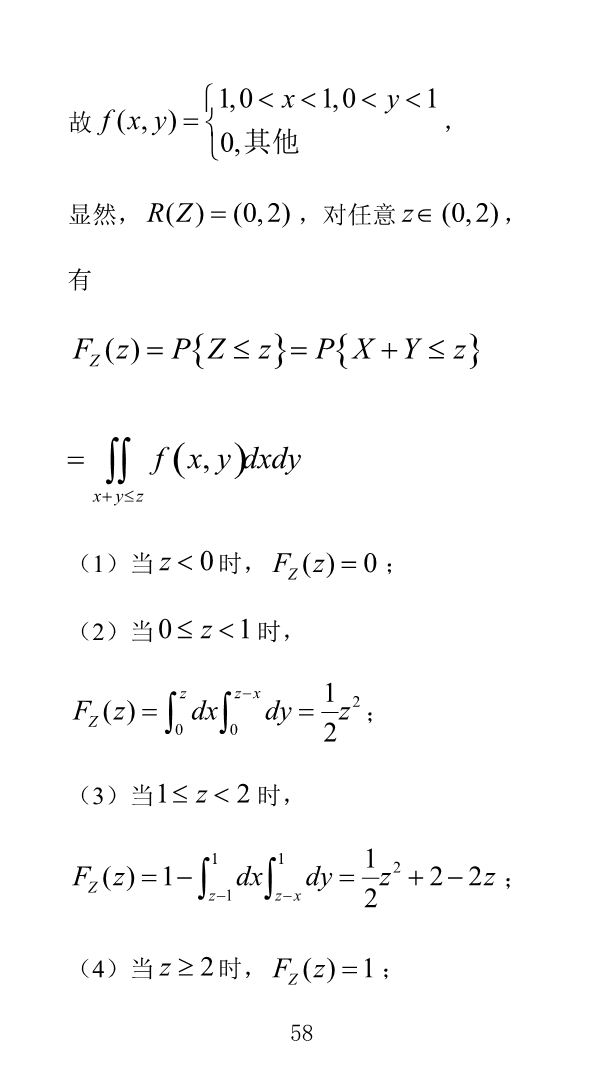 故 f(x, y) = {1, 0 < x < 1, 0 < y < 1
0, 其他 ，
显然， R(Z) = (0, 2) ，对任意 z∈ (0, 2)，
有
F_Z(z) = P{Z ≤ z} = P{X + Y ≤ z}
= ∬_{x+y≤z} f(x, y)dxdy
（1）当 z < 0 时， F_Z(z) = 0；
（2）当 0 ≤ z < 1 时，
F_Z(z) = ∫_0^z dx ∫_0^{z−x} dy = 1/2 z^2；
（3）当 1 ≤ z < 2 时，
F_Z(z) = 1 − ∫_{z−1}^1 dx ∫_{z−x}^1 dy = 1/2 z^2 + 2 − 2z；
（4）当 z ≥ 2 时， F_Z(z) = 1；
58